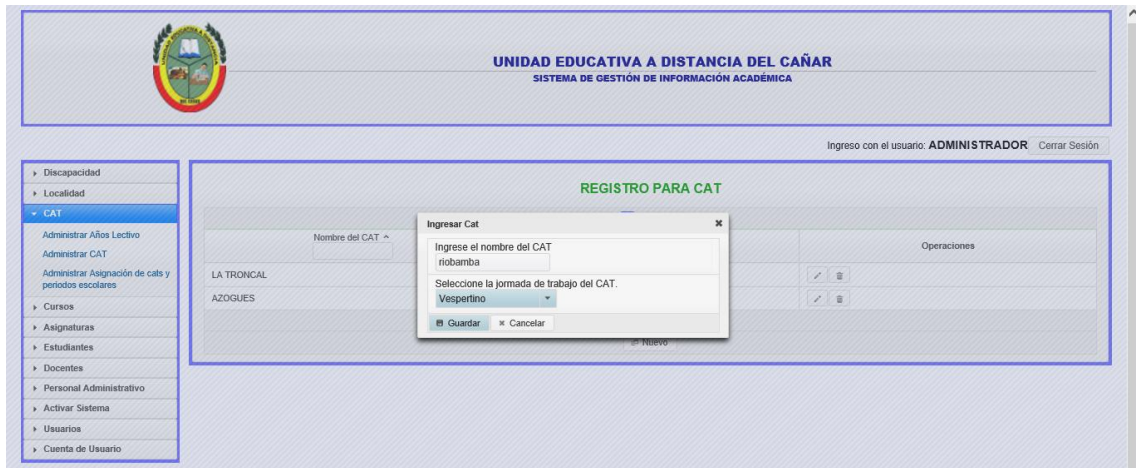 UNIDAD EDUCATIVA A DISTANCIA DEL CAÑAR
SISTEMA DE GESTIÓN DE INFORMACIÓN ACADÉMICA
Ingreso con el usuario: ADMINISTRADOR Cerrar Sesión
Discapacidad
Localidad
CAT
Administrar Años Lectivo
Administrar CAT
Administrar Asignación de cats y
periodos escolares
Cursos
Asignaturas
Estudiantes
Docentes
Personal Administrativo
Activar Sistema
Usuarios
Cuenta de Usuario
REGISTRO PARA CAT
Nombre del CAT
Operaciones
LA TRONCAL
AZOGUES
Nuevo
Ingresar Cat
Ingrese el nombre del CAT
riobamba
Seleccione la jormada de trabajo del CAT.
Vespertino
Guardar Cancelar